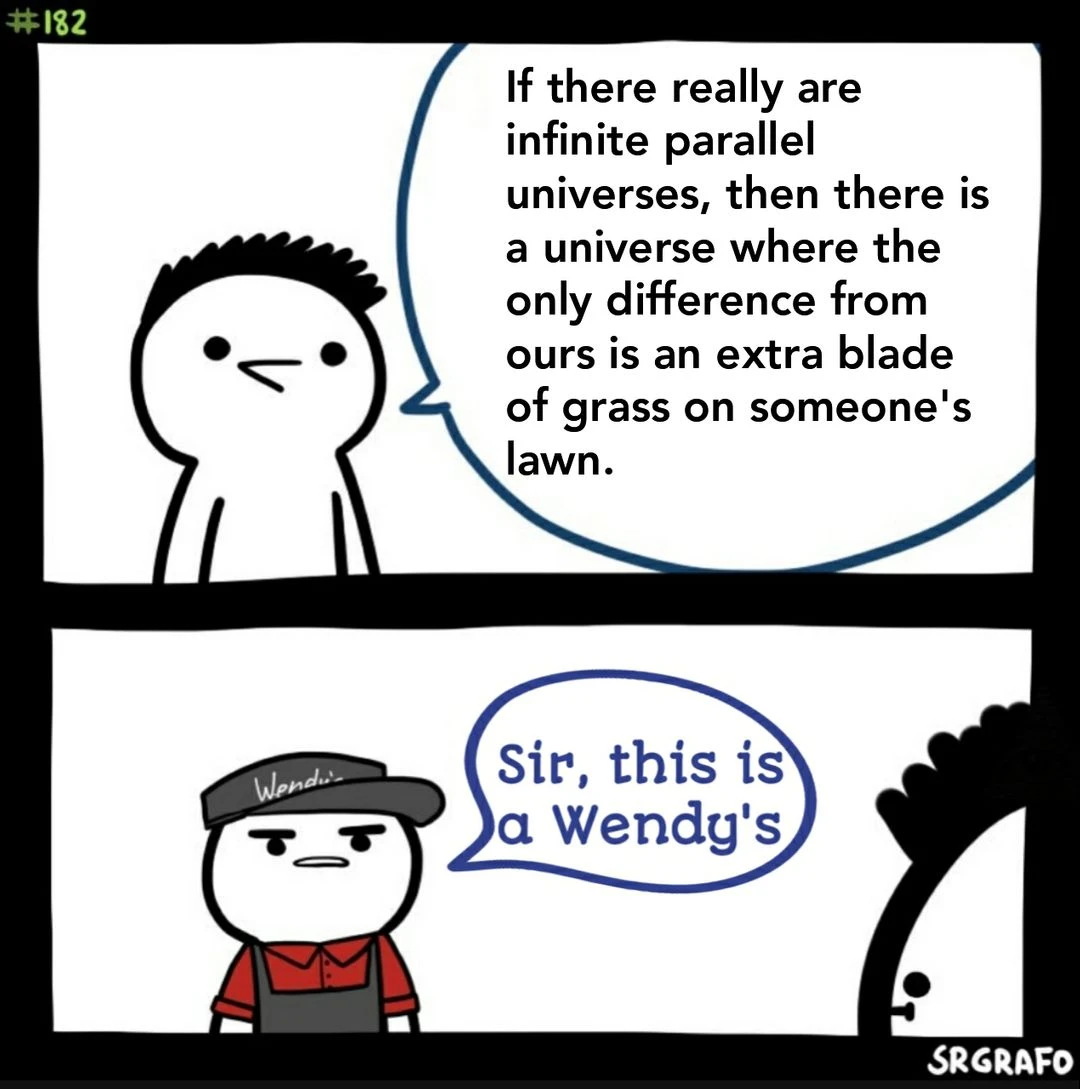 #182
If there really are
infinite parallel
universes, then there is
a universe where the
only difference from
ours is an extra blade
of grass on someone's
lawn.
Sir, this is
a Wendy's
Wendy's
SRGRAFO